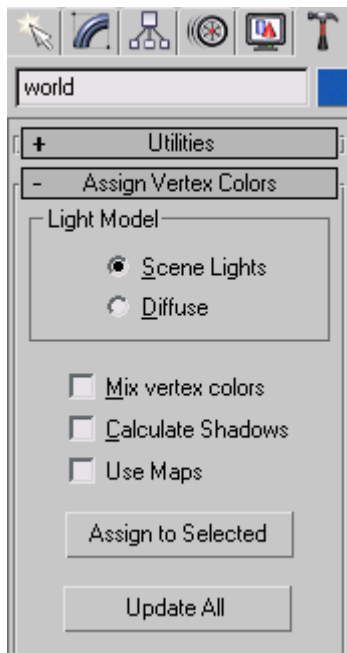 world
+ Utilities
- Assign Vertex Colors
Light Model
Scene Lights
Diffuse
Mix vertex colors
Calculate Shadows
Use Maps
Assign to Selected
Update All